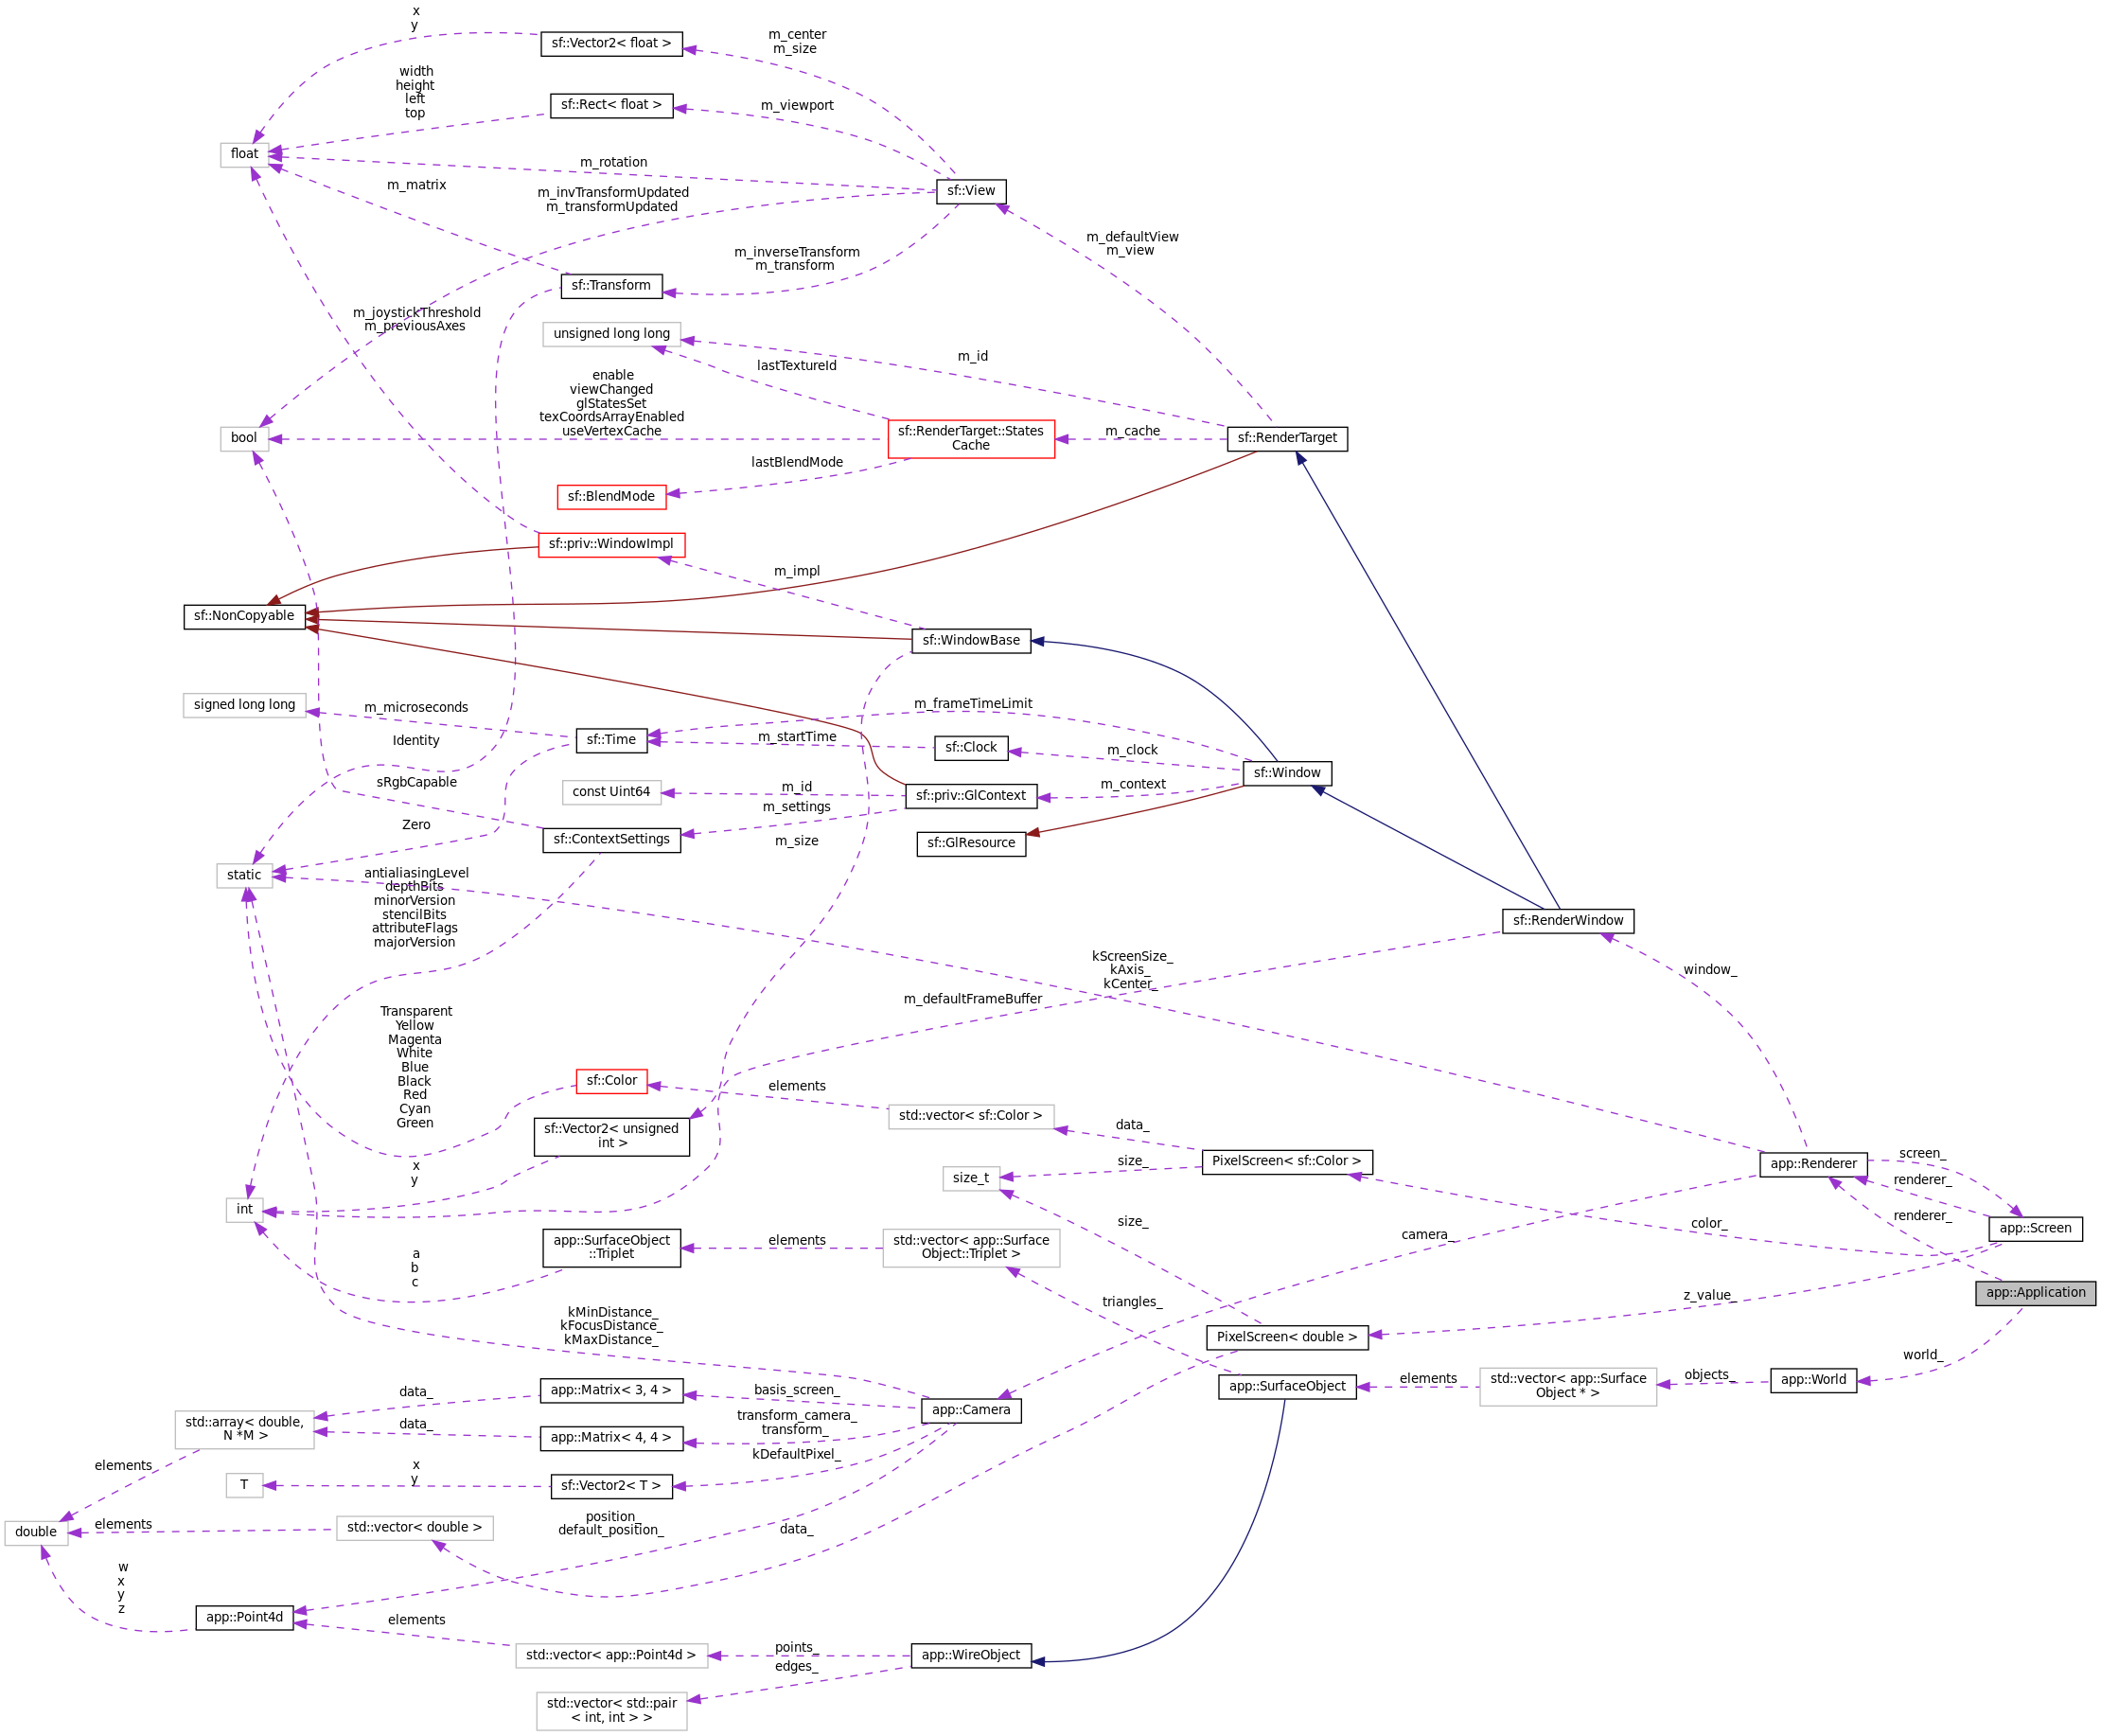 x
y
sf::Vector2< float >
m_center
m_size
width
height
left
top
sf::Rect< float >
m_viewport
float
m_rotation
m_matrix
m_invTransformUpdated
m_transformUpdated
sf::View
m_defaultView
m_view
m_inverseTransform
m_transform
sf::Transform
m_joystickThreshold
m_previousAxes
unsigned long long
m_id
lastTextureId
enable
viewChanged
glStatesSet
texCoordsArrayEnabled
useVertexCache
bool
sf::RenderTarget::States
Cache
m_cache
sf::RenderTarget
lastBlendMode
sf::BlendMode
sf::priv::WindowImpl
m_impl
sf::NonCopyable
sf::WindowBase
signed long long
m_microseconds
m_frameTimeLimit
sf::Time
m_startTime
sf::Clock
m_clock
Identity
sf::Window
sRgbCapable
const Uint64
m_id
sf::priv::GlContext
m_context
m_settings
Zero
sf::ContextSettings
m_size
sf::GlResource
static
antialiasingLevel
depthBits
minorVersion
stencilBits
attributeFlags
majorVersion
sf::RenderWindow
kScreenSize_
kAxis_
kCenter_
window_
m_defaultFrameBuffer
Transparent
Yellow
Magenta
White
Blue
Black
Red
Cyan
Green
sf::Color
elements
std::vector< sf::Color >
data_
sf::Vector2< unsigned
int >
PixelScreen< sf::Color >
size_
size_t
x
y
app::Renderer
screen_
renderer_
int
renderer_
color_
app::Screen
size_
app::SurfaceObject
::Triplet
elements
std::vector< app::Surface
Object::Triplet >
camera_
a
b
c
app::Application
triangles_
z_value_
kMinDistance_
kFocusDistance_
kMaxDistance_
PixelScreen< double >
world_
app::Matrix< 3, 4 >
data_
basis_screen_
app::SurfaceObject
elements
std::vector< app::Surface
Object * >
objects_
app::World
app::Camera
std::array< double,
N *M >
data_
app::Matrix< 4, 4 >
transform_camera_
transform_
kDefaultPixel_
elements
T
x
y
sf::Vector2< T >
double
elements
std::vector< double >
position_
default_position_
data_
w
x
y
z
app::Point4d
elements
std::vector< app::Point4d >
points_
app::WireObject
edges_
std::vector< std::pair
< int, int > >